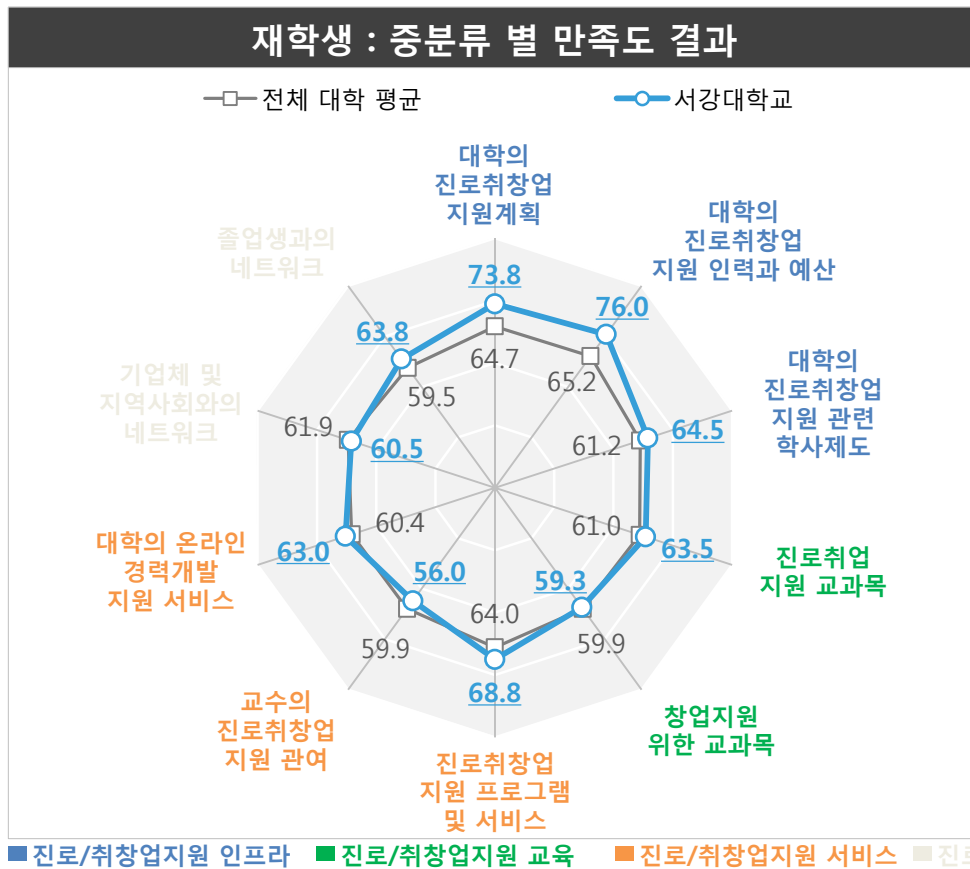 재학생 : 중분류 별 만족도 결과
전체 대학 평균
서강대학교
대학의
진로취창업
지원계획
대학의
진로취창업
지원 인력과 예산
대학의
진로취창업
지원 관련
학사제도
진로취업
지원 교과목
창업지원
위한 교과목
진로취창업
지원 프로그램
및 서비스
교수의
진로취창업
지원 관여
대학의 온라인
경력개발
지원 서비스
기업체 및
지역사회와의
네트워크
졸업생과의
네트워크
73.8
64.7
76.0
65.2
64.5
61.2
63.5
61.0
59.3
59.9
68.8
64.0
56.0
59.9
63.0
60.4
60.5
61.9
63.8
59.5
진로/취창업지원 인프라
진로/취창업지원 교육
진로/취창업지원 서비스
진로